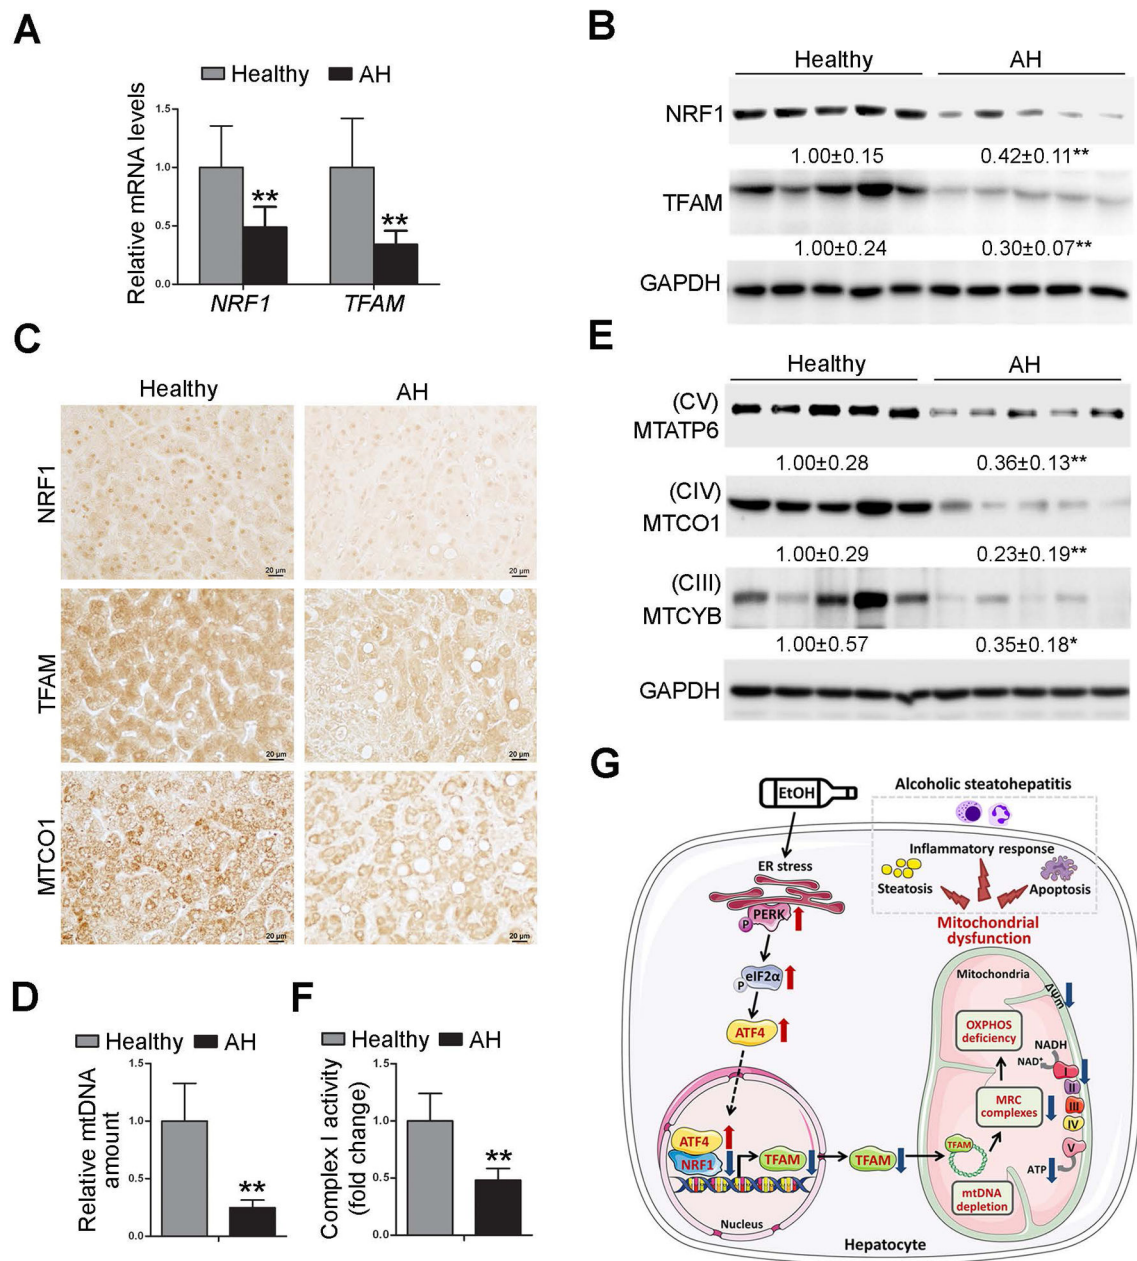 A
Healthy AH
Relative mRNA levels
1.5
1.0
0.5
0.0
**
**
NRF1 TFAM
B
Healthy AH
NRF1
1.00±0.15 0.42±0.11**
TFAM
1.00±0.24 0.30±0.07**
GAPDH
C
Healthy AH
NRF1
20 µm 20 µm
TFAM
20 µm 20 µm
MTCO1
20 µm 20 µm
E
Healthy AH
(CV)
MTATP6
1.00±0.28 0.36±0.13**
(CIV)
MTCO1
1.00±0.29 0.23±0.19**
(CIII)
MTCYB
1.00±0.57 0.35±0.18*
GAPDH
D
Healthy AH
Relative mtDNA
amount
1.5
1.0
0.5
0.0
**
F
Healthy AH
Complex I activity
(fold change)
1.5
1.0
0.5
0.0
**
G
EtOH
Alcoholic steatohepatitis
Inflammatory response
Steatosis Apoptosis
Mitochondrial
dysfunction
ER stress
P PERK
P eIF2α
ATF4
ATF4
NRF1
TFAM
Nucleus
TFAM
Mitochondria
ΔΨm
OXPHOS
deficiency
NADH
NAD+
I
II
III
IV
V
MRC
complexes
TFAM
ATP
mtDNA
depletion
Hepatocyte